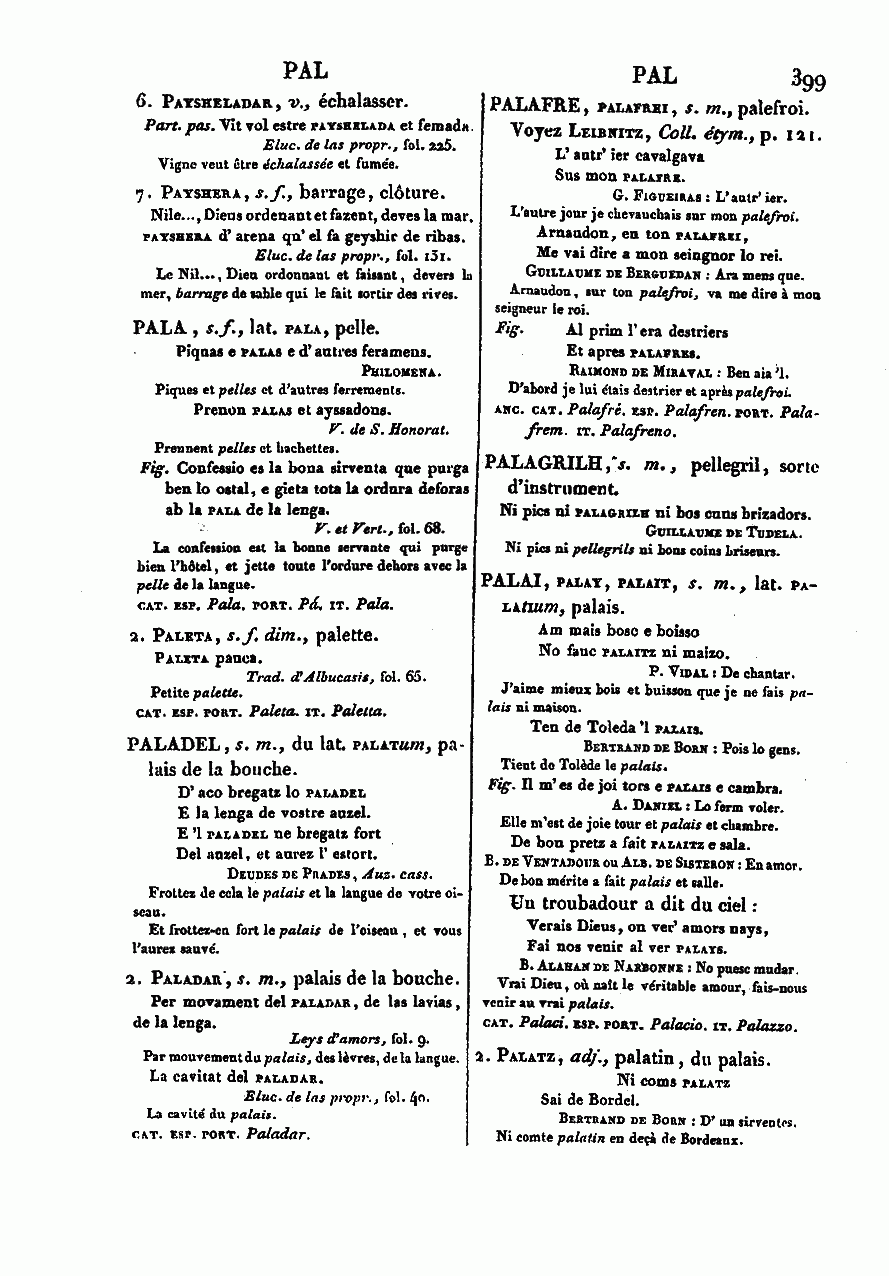 PAL
PAL 399
6. Paysheladar, v., échalasser.
Part. pas. Vit vol estre payshelada et femada.
Eluc. de las propr., fol. 225.
Vigne veut être échalassée et fumée.
7. Payshera, s.f., barrage, clôture.
Nile..., Dieus ordenant et fazent, deves la mar,
payshera d' arena qu' el fa geyshir de ribas.
Eluc. de las propr., fol. 151.
Le Nil..., Dieu ordonnant et faisant, devers la
mer, barrage de sable qui le fait sortir des rives.
PALA, s.f., lat. pala, pelle.
Piquas e palas e d' autres feramens.
Philomena.
Piques et pelles et d'autres ferrements.
Prenon palas et ayssadons.
V. de S. Honorat.
Prennent pelles et hachettes.
Fig. Confessio es la bona sirventa que purga
ben lo ostal, e gieta tota la ordura deforas
ab la pala de la lenga.
V. et Vert., fol. 68.
La confession est la bonne servante qui purge
bien l'hôtel, et jette toute l'ordure dehors avec la
pelle de la langue.
cat. esp. Pala. port. Pá. it. Pala.
2. Paleta, s.f. dim., palette.
Paleta pauca.
Trad. d'Albucasis, fol. 65.
Petite palette.
cat. esp. port. Paleta. it. Paletta.
PALADEL, s. m., du lat. palatum, pa-
lais de la bouche.
D' aco bregatz lo paladel
E la lenga de vostre auzel.
E 'l paladel ne bregatz fort
Del auzel, et aurez l' estort.
Deudes de Prades, Auz. cass.
Frottez de cela le palais et la langue de votre oi-
seau.
Et frottez-en fort le palais de l'oiseau, et vous
l'aurez sauvé.
2. Paladar, s. m., palais de la bouche.
Per movament del paladar, de las lavias,
de la lenga.
Leys d'amors, fol. 9.
Par mouvement du palais, des lèvres, de la langue.
La cavitat del paladar.
Eluc. de las propr., fol. 40.
La cavité du palais.
cat. esp. port. Paladar.
PALAFRE, palafrei, s. m., palefroi.
Voyez Leibnitz, Coll. étym., p. 121.
L' autr' ier cavalgava
Sus mon palafre.
G. Figueiras : L' autr' ier.
L'autre jour je chevauchais sur mon palefroi.
Arnaudon, en ton palafrei,
Me vai dire a mon seingnor lo rei.
Guillaume de Berguedan : Ara mens que.
Arnaudon, sur ton palefroi, va me dire à mon
seigneur le roi.
Fig. Al prim l'era destriers
Et apres palafres.
Raimond de Miraval : Ben aia 'l.
D'abord je lui étais destrier et après palefroi.
anc. cat. Palafré. esp. Palafren. port. Pala-
frem. it. Palafreno.
PALAGRILH, s. m., pellegril, sorte
d'instrument.
Ni pics ni palagrilh ni bos cuns brizadors.
Guillaume de Tudela.
Ni pics ni pellegrils ni bons coins briseurs.
PALAI, palay, palait, s. m., lat. pa-
latium, palais.
Am mais bosc e boisso
No fauc palaitz ni maizo.
P. Vidal : De chantar.
J'aime mieux bois et buisson que je ne fais pa-
lais ni maison.
Ten de Toleda 'l palais.
Bertrand de Born : Pois lo gens.
Tient de Tolède le palais.
Fig. Il m' es de joi tors e palais e cambra.
A. Daniel : Lo ferm voler.
Elle m'est de joie tour et palais et chambre.
De bon pretz a fait palaitz e sala.
B. de Ventadour ou Alb. de Sisteron : En amor.
De bon mérite a fait palais et salle.
Un troubadour a dit du ciel :
Verais Dieus, on ver' amors nays,
Fai nos venir al ver palays.
B. Alahan de Narbonne : No puesc mudar.
Vrai Dieu, où naît le véritable amour, fais-nous
venir au vrai palais.
cat. Palaci. esp. port. Palacio. it. Palazzo.
2. Palatz, adj., palatin, du palais.
Ni coms palatz
Sai de Bordel.
Bertrand de Born : D' un sirventes.
Ni comte palatin en deçà de Bordeaux.